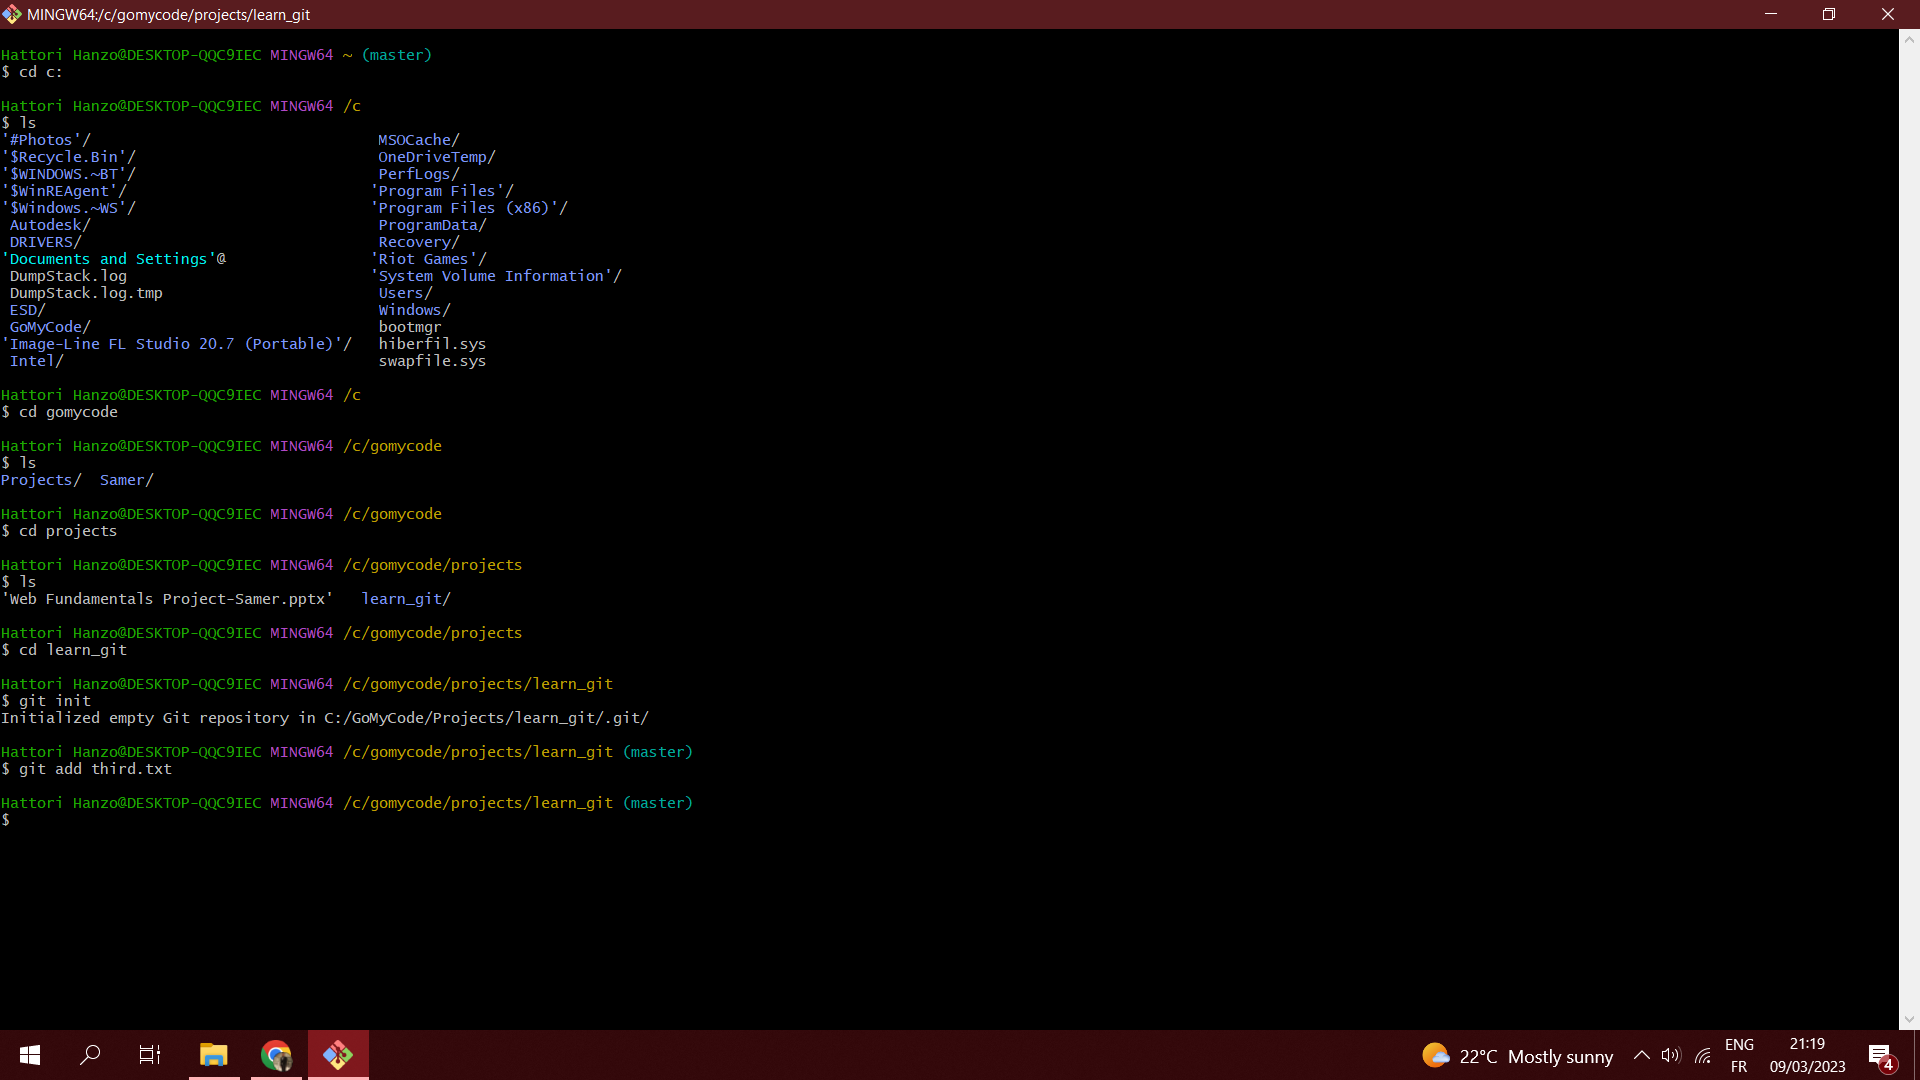 MINGW64:/c/gomycode/projects/learn_git
Hattori Hanzo@DESKTOP-QQC9IEC MINGW64 ~ (master)
$ cd c:
Hattori Hanzo@DESKTOP-QQC9IEC MINGW64 /c
$ ls
'#Photos'/ MSOCache/
'$Recycle.Bin'/ OneDriveTemp/
'$WINDOWS.~BT'/ PerfLogs/
'$WinREAgent'/ 'Program Files'/
'$Windows.~WS'/ 'Program Files (x86)'/
Autodesk/ ProgramData/
DRIVERS/ Recovery/
'Documents and Settings'@ 'Riot Games'/
DumpStack.log 'System Volume Information'/
DumpStack.log.tmp Users/
ESD/ Windows/
GoMyCode/ bootmgr
'Image-Line FL Studio 20.7 (Portable)'/ hiberfil.sys
Intel/ swapfile.sys
Hattori Hanzo@DESKTOP-QQC9IEC MINGW64 /c
$ cd gomycode
Hattori Hanzo@DESKTOP-QQC9IEC MINGW64 /c/gomycode
$ ls
Projects/ Samer/
Hattori Hanzo@DESKTOP-QQC9IEC MINGW64 /c/gomycode
$ cd projects
Hattori Hanzo@DESKTOP-QQC9IEC MINGW64 /c/gomycode/projects
$ ls
'Web Fundamentals Project-Samer.pptx' learn_git/
Hattori Hanzo@DESKTOP-QQC9IEC MINGW64 /c/gomycode/projects
$ cd learn_git
Hattori Hanzo@DESKTOP-QQC9IEC MINGW64 /c/gomycode/projects/learn_git
$ git init
Initialized empty Git repository in C:/GoMyCode/Projects/learn_git/.git/
Hattori Hanzo@DESKTOP-QQC9IEC MINGW64 /c/gomycode/projects/learn_git (master)
$ git add third.txt
Hattori Hanzo@DESKTOP-QQC9IEC MINGW64 /c/gomycode/projects/learn_git (master)
$
22°C Mostly sunny
ENG
FR
21:19
09/03/2023
4